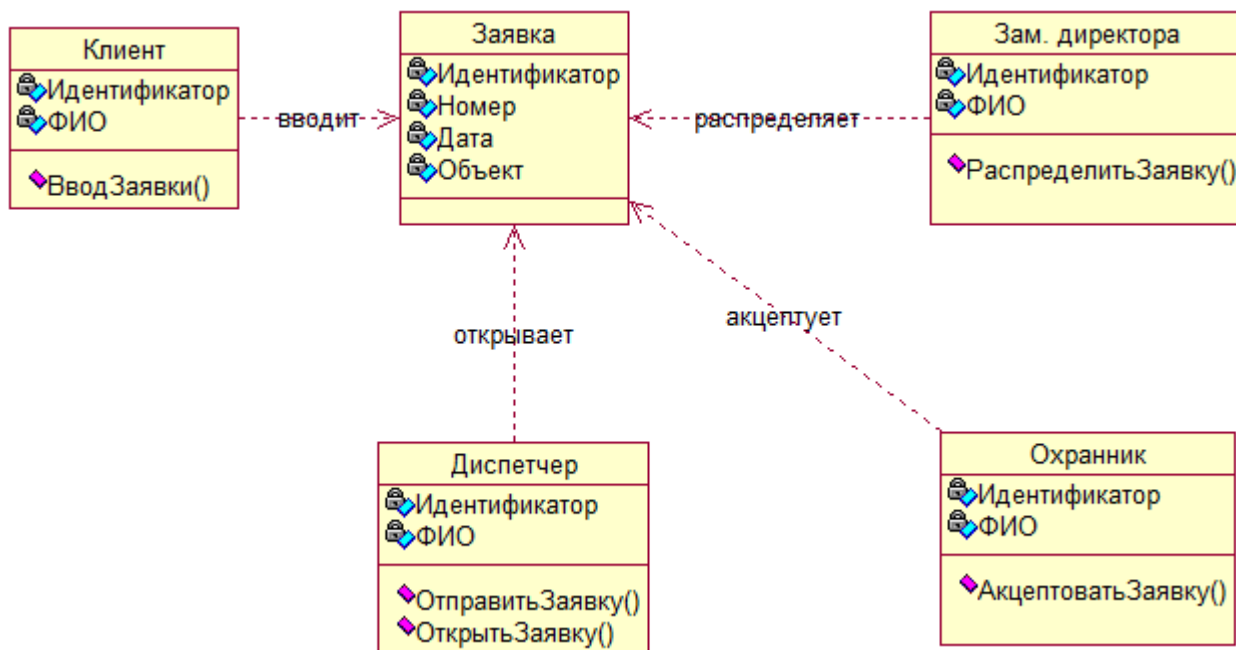 Клиент
Идентификатор
ФИО
ВводЗаявки()
вводит
Заявка
Идентификатор
Номер
Дата
Объект
распределяет
Зам. директора
Идентификатор
ФИО
РаспределитьЗаявку()
открывает
акцептует
Диспетчер
Идентификатор
ФИО
ОтправитьЗаявку()
ОткрытьЗаявку()
Охранник
Идентификатор
ФИО
АкцептоватьЗаявку()